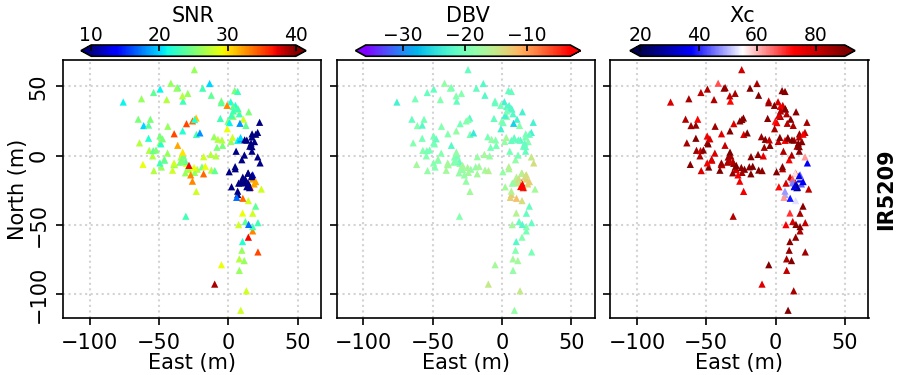 SNR DBV Xc
10 20 30 40 −30 −20 −10 20 40 60 80
50
0
−50
−100
North (m)
IR5209
−100 −50 0 50 −100 −50 0 50 −100 −50 0 50
East (m) East (m) East (m)